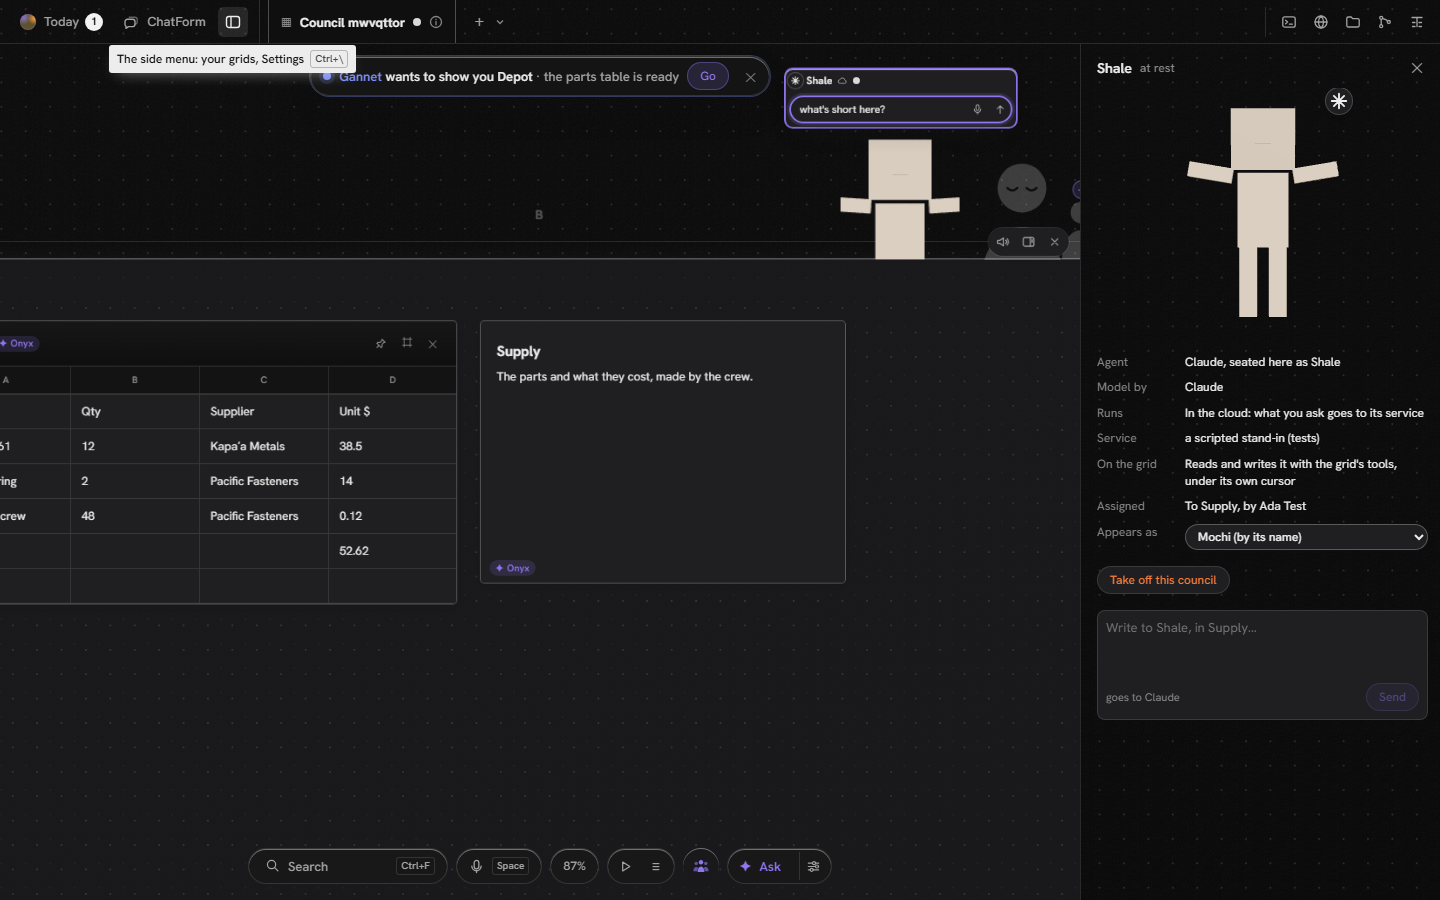 Today 1
ChatForm
Council mwvqttor
The side menu: your grids, Settings Ctrl+\
Gannet wants to show you Depot · the parts table is ready Go
Shale
what's short here?
B
Onyx
A B C D
Qty Supplier Unit $
61 12 Kapaʻa Metals 38.5
ring 2 Pacific Fasteners 14
crew 48 Pacific Fasteners 0.12
52.62
Supply
The parts and what they cost, made by the crew.
Onyx
Search Ctrl+F
Space
87%
Ask
Shale at rest
Agent Claude, seated here as Shale
Model by Claude
Runs In the cloud: what you ask goes to its service
Service a scripted stand-in (tests)
On the grid Reads and writes it with the grid's tools,
under its own cursor
Assigned To Supply, by Ada Test
Appears as Mochi (by its name)
Take off this council
Write to Shale, in Supply...
goes to Claude Send